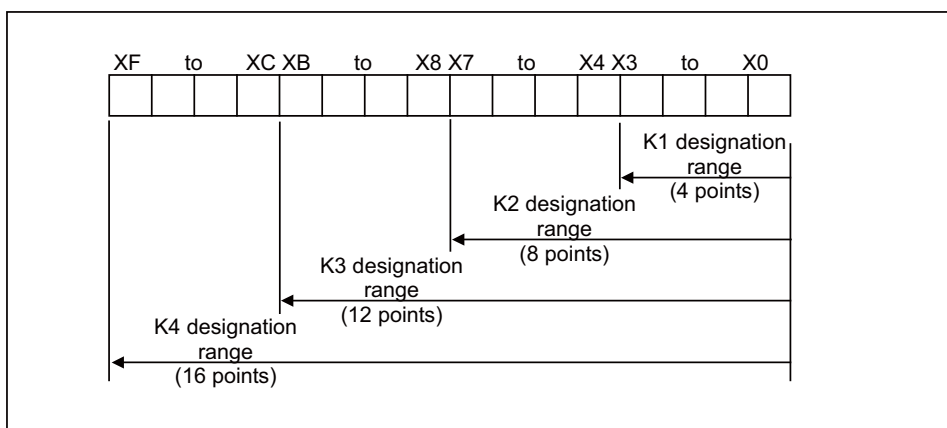 XF to XC XB to X8 X7 to X4 X3 to X0
K1 designation
range
(4 points)
K2 designation
range
(8 points)
K3 designation
range
(12 points)
K4 designation
range
(16 points)